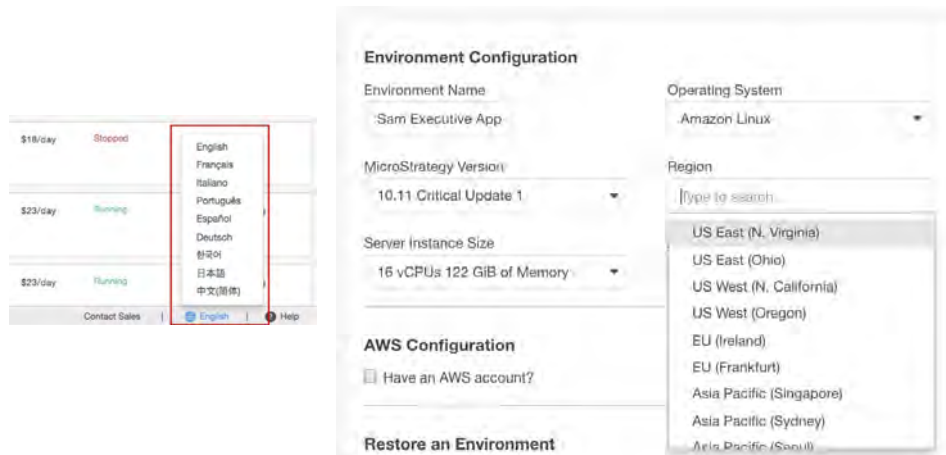 $18/day Stopped
English
Français
Italiano
Português
$23/day Running
Español
Deutsch
한국어
日本語
$23/day Running
中文(简体)
Contact Sales | English | Help
Environment Configuration
Environment Name
Sam Executive App
Operating System
Amazon Linux
MicroStrategy Version
10.11 Critical Update 1
Region
Type to search...
Server Instance Size
16 vCPUs 122 GiB of Memory
US East (N. Virginia)
US East (Ohio)
US West (N. California)
US West (Oregon)
EU (Ireland)
EU (Frankfurt)
Asia Pacific (Singapore)
Asia Pacific (Sydney)
Asia Pacific (Seoul)
AWS Configuration
Have an AWS account?
Restore an Environment